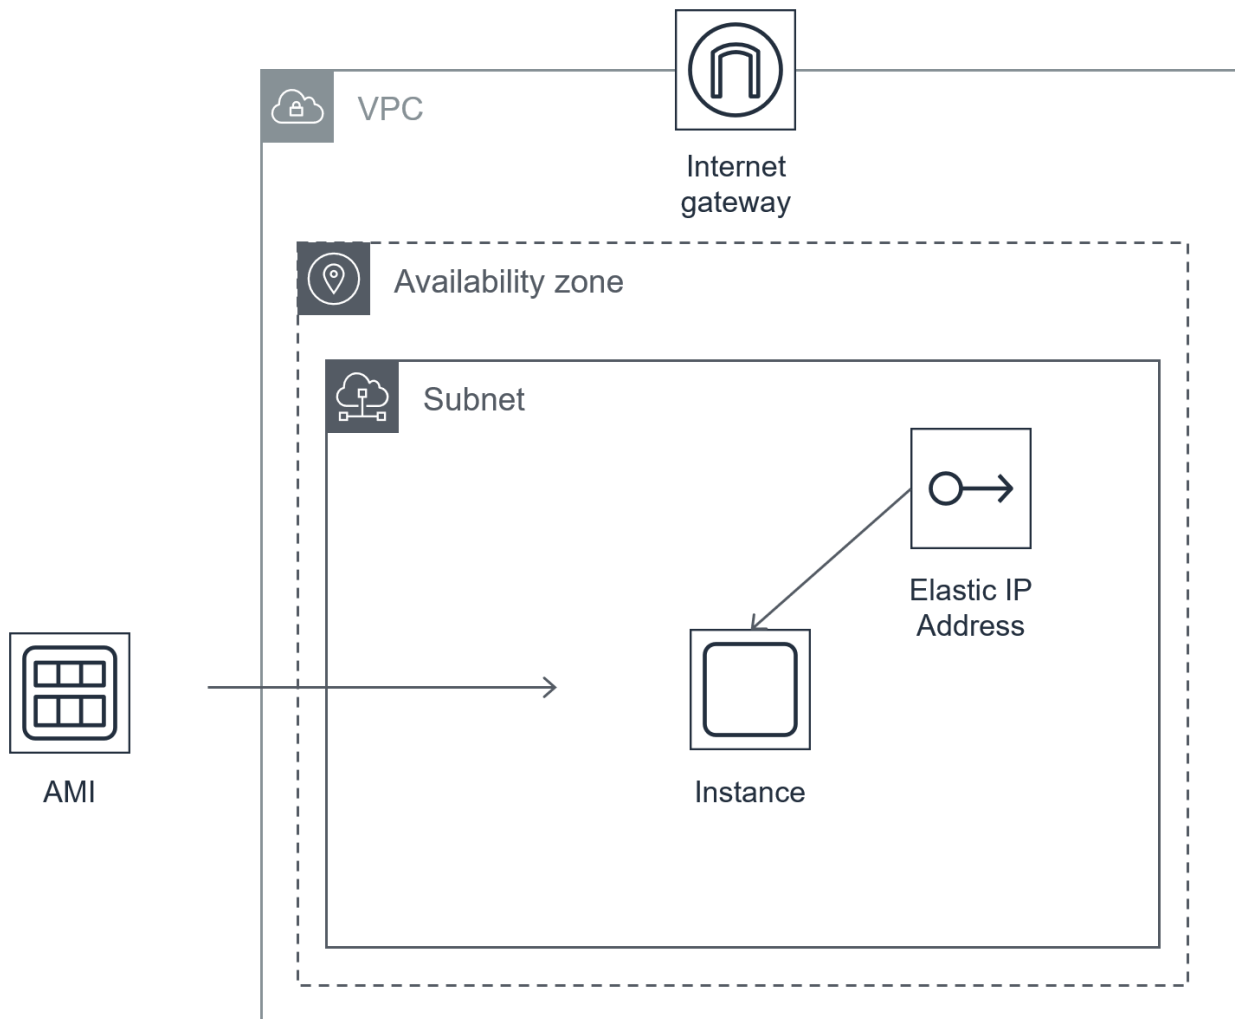 VPC
Internet
gateway
Availability zone
Subnet
Elastic IP
Address
AMI
Instance